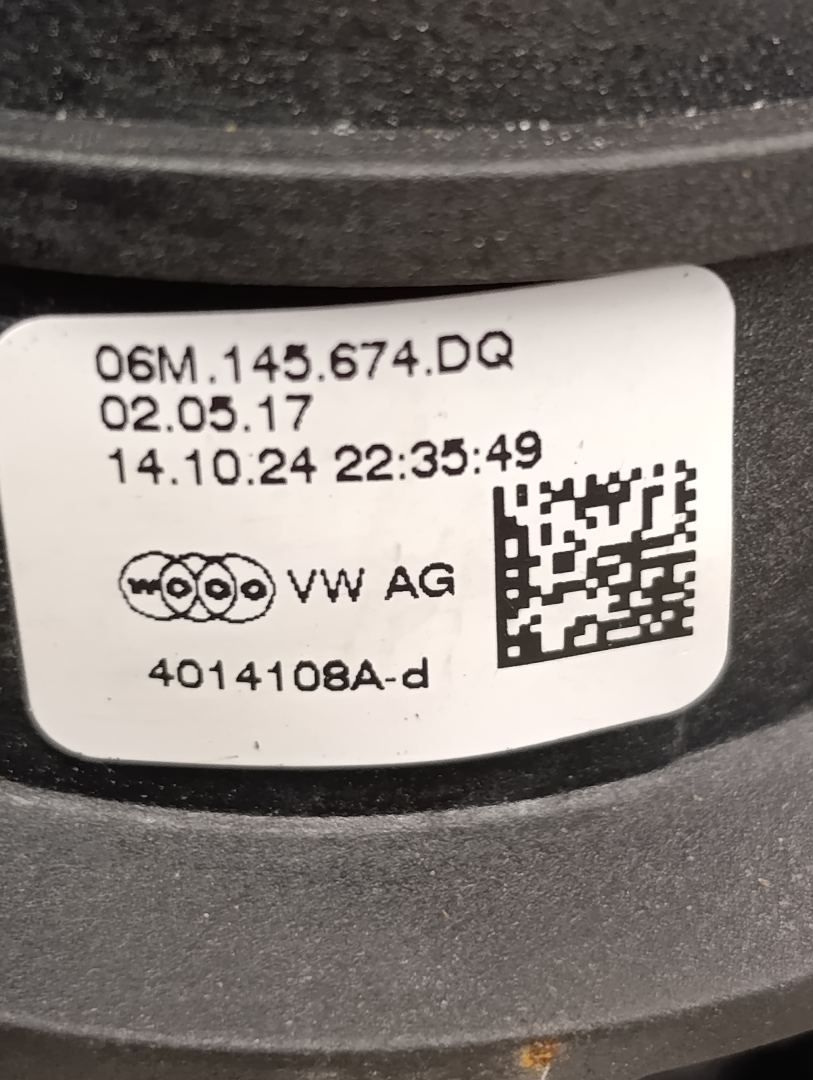 06M.145.674.DQ
02.05.17
14.10.24 22:35:49
VW AG
4014108A-d